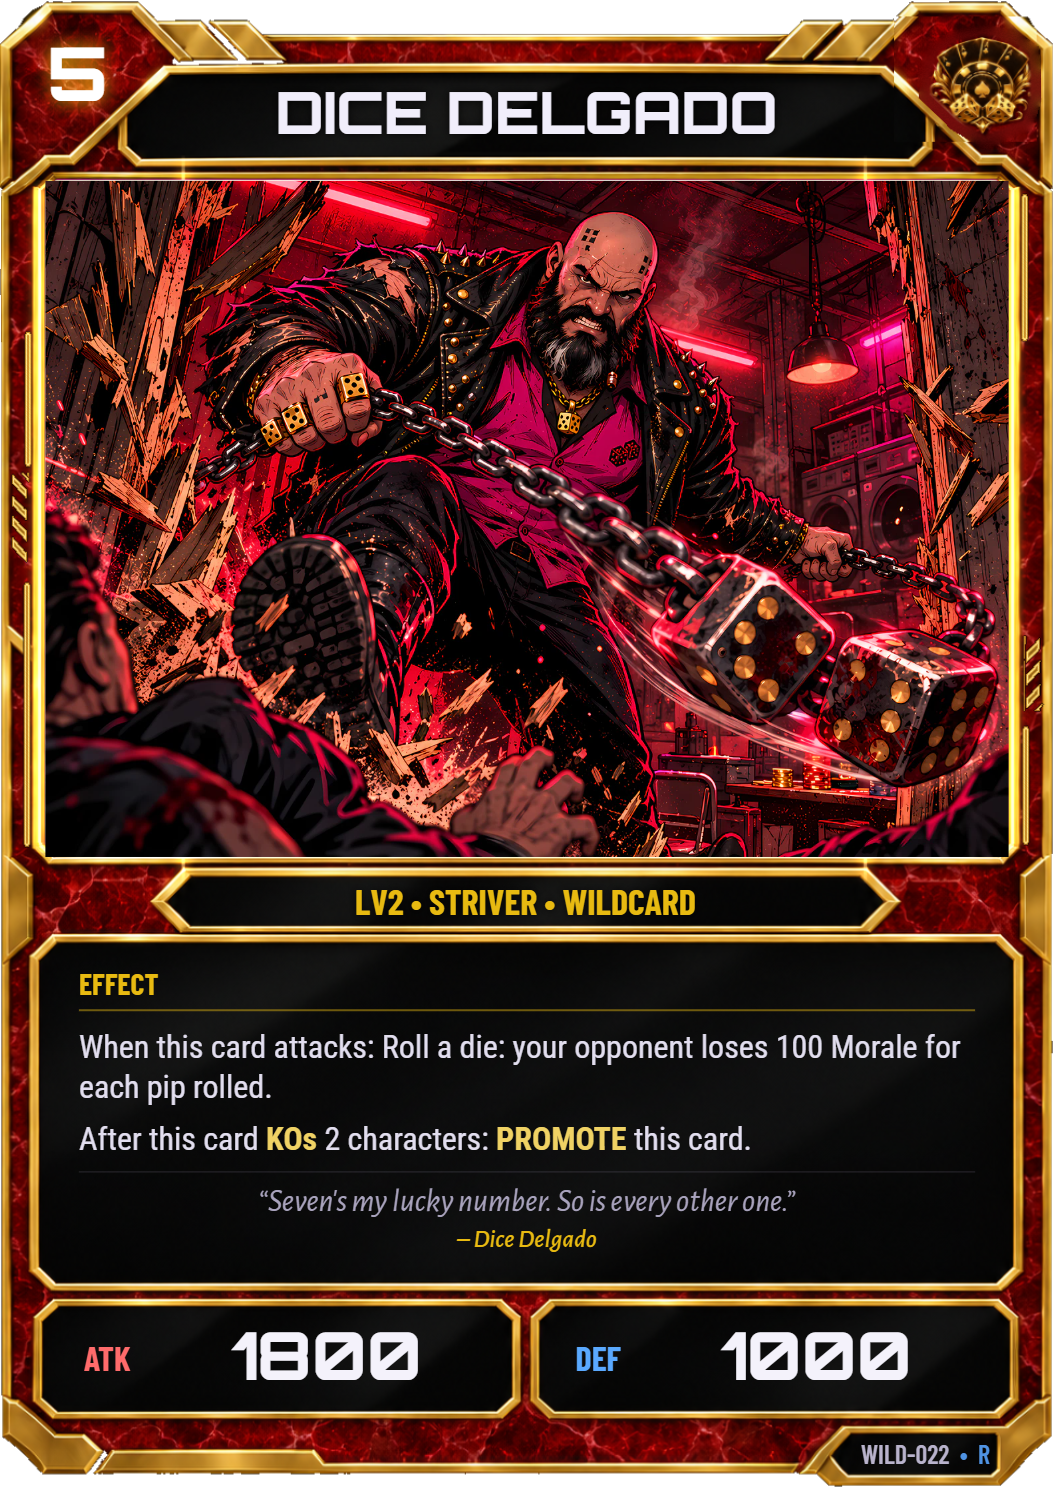 5
DICE DELGADO
LV2 • STRIVER • WILDCARD
EFFECT
When this card attacks: Roll a die: your opponent loses 100 Morale for
each pip rolled.
After this card KOs 2 characters: PROMOTE this card.
“Seven's my lucky number. So is every other one.”
– Dice Delgado
ATK 1800
DEF 1000
WILD-022 • R